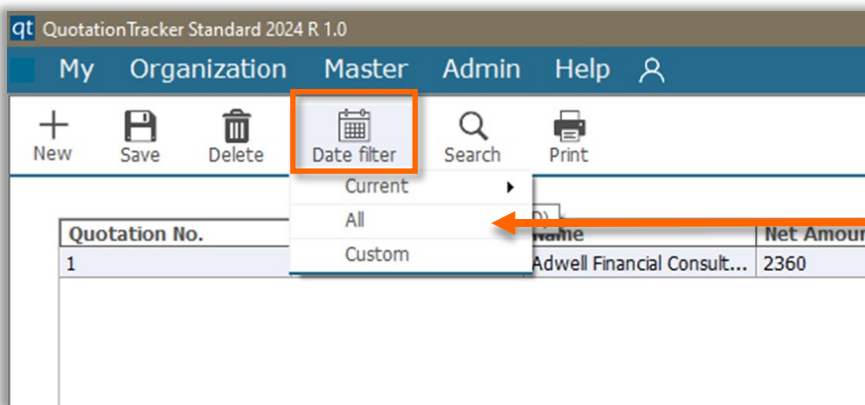 qt QuotationTracker Standard 2024 R 1.0
My Organization Master Admin Help
New Save Delete Date filter Search Print
Current
All
Custom
Quotation No. Name Net Amour
1 Adwell Financial Consult... 2360